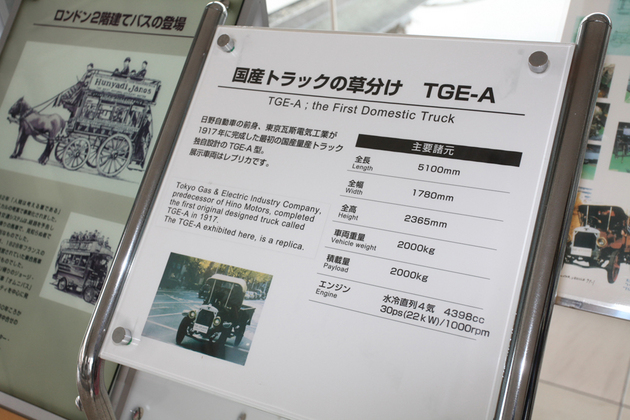 ロンドン2階建てバスの登場
Hunyadi János
国産トラックの草分け　TGE-A
TGE-A ; the First Domestic Truck
日野自動車の前身、東京瓦斯電気工業が
1917年に完成した最初の国産量産トラック
独自設計のTGE-A型。
展示車両はレプリカです。
Tokyo Gas & Electric Industry Company,
predecessor of Hino Motors, completed
the first original designed truck called
TGE-A in 1917.
The TGE-A exhibited here, is a replica.
主要諸元
全長 5100mm
Length
全幅 1780mm
Width
全高 2365mm
Height
車両重量 2000kg
Vehicle weight
積載量 2000kg
Payload
エンジン 水冷直列4気 4398cc
Engine 30ps(22kW)/1000rpm